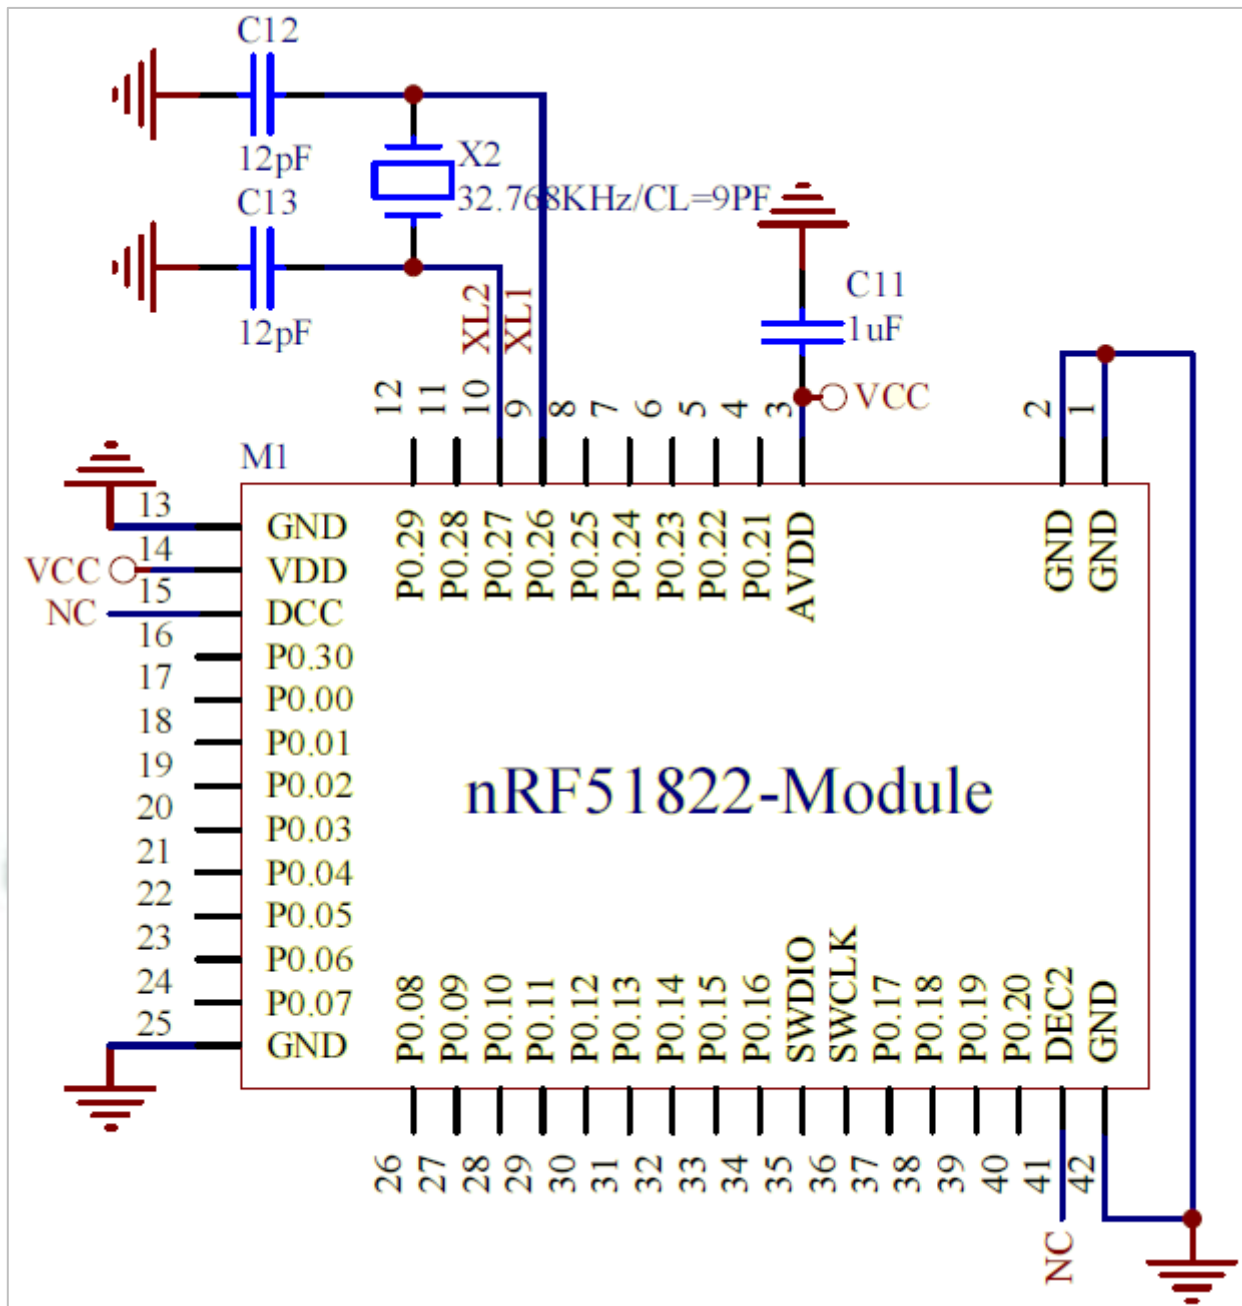 C12
12pF
X2
32.768KHz/CL=9PF
C13
12pF
XL2
XL1
C11
1uF
VCC
12
11
10
9
8
7
6
5
4
3
2
1
M1
P0.29
P0.28
P0.27
P0.26
P0.25
P0.24
P0.23
P0.22
P0.21
AVDD
GND
GND
13 GND
VCC 14 VDD
NC 15 DCC
16 P0.30
17 P0.00
18 P0.01
19 P0.02
20 P0.03
21 P0.04
22 P0.05
23 P0.06
24 P0.07
25 GND
nRF51822-Module
P0.08
P0.09
P0.10
P0.11
P0.12
P0.13
P0.14
P0.15
P0.16
SWDIO
SWCLK
P0.17
P0.18
P0.19
P0.20
DEC2
GND
26
27
28
29
30
31
32
33
34
35
36
37
38
39
40
41
42
NC